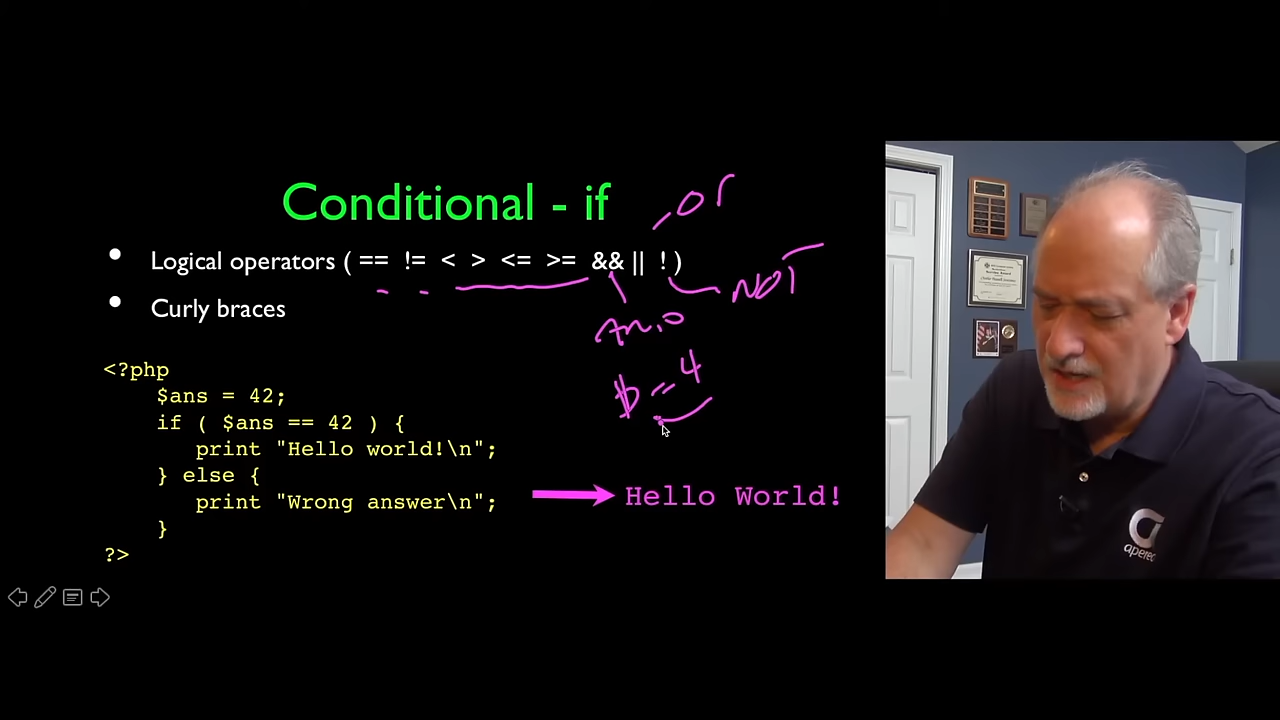 Conditional - if
or
• Logical operators ( == != < > <= >= && || ! )
NOT
• Curly braces
AND
= 4
<?php
$ans = 42;
if ( $ans == 42 ) {
print "Hello world!\n";
} else {
print "Wrong answer\n";
}
?>
Hello World!
apereo